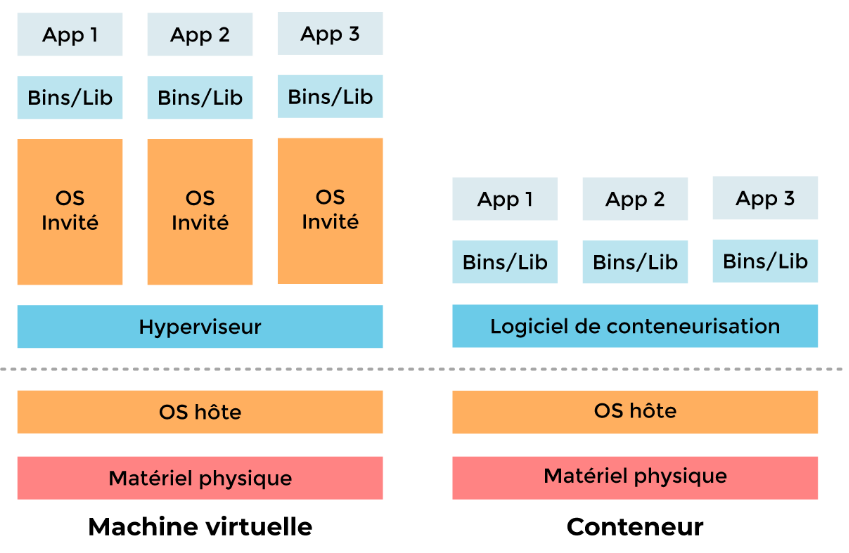 App 1
App 2
App 3
Bins/Lib
Bins/Lib
Bins/Lib
OS
Invité
OS
Invité
OS
Invité
Hyperviseur
OS hôte
Matériel physique
Machine virtuelle
App 1
App 2
App 3
Bins/Lib
Bins/Lib
Bins/Lib
Logiciel de conteneurisation
OS hôte
Matériel physique
Conteneur